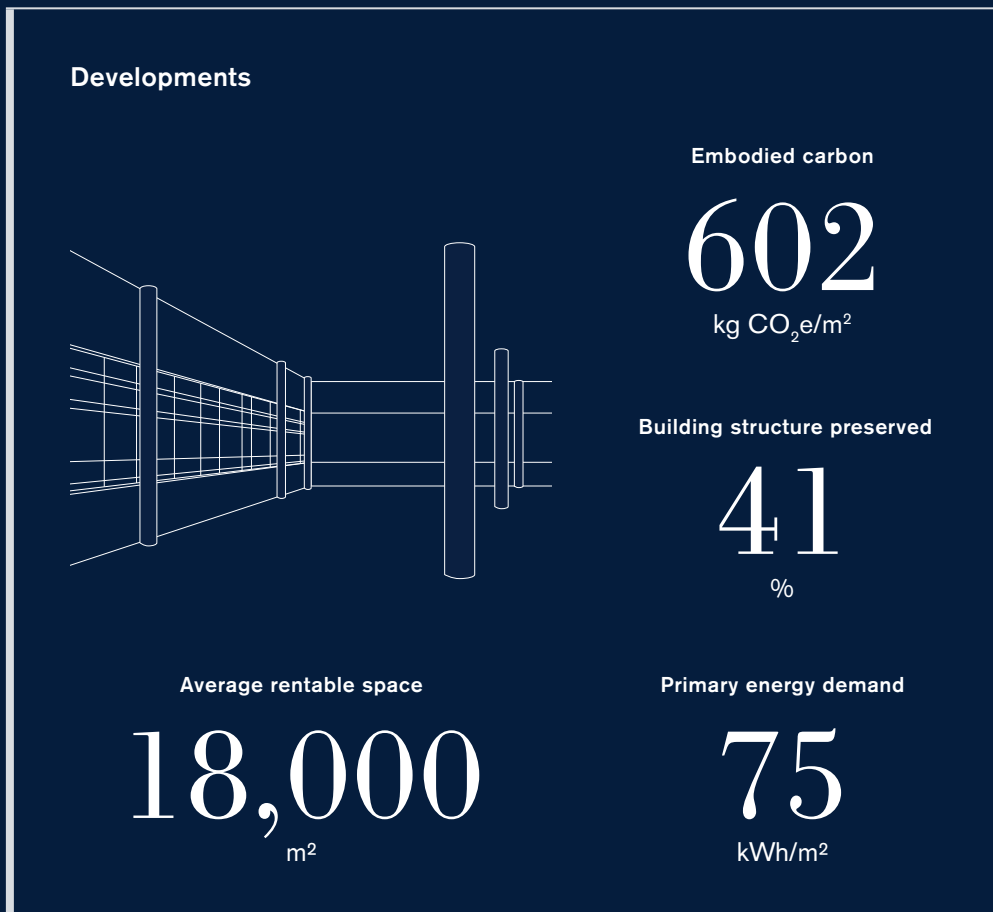 Developments
Embodied carbon
602
kg CO₂e/m²
Building structure preserved
41
%
Average rentable space
18,000
m²
Primary energy demand
75
kWh/m²